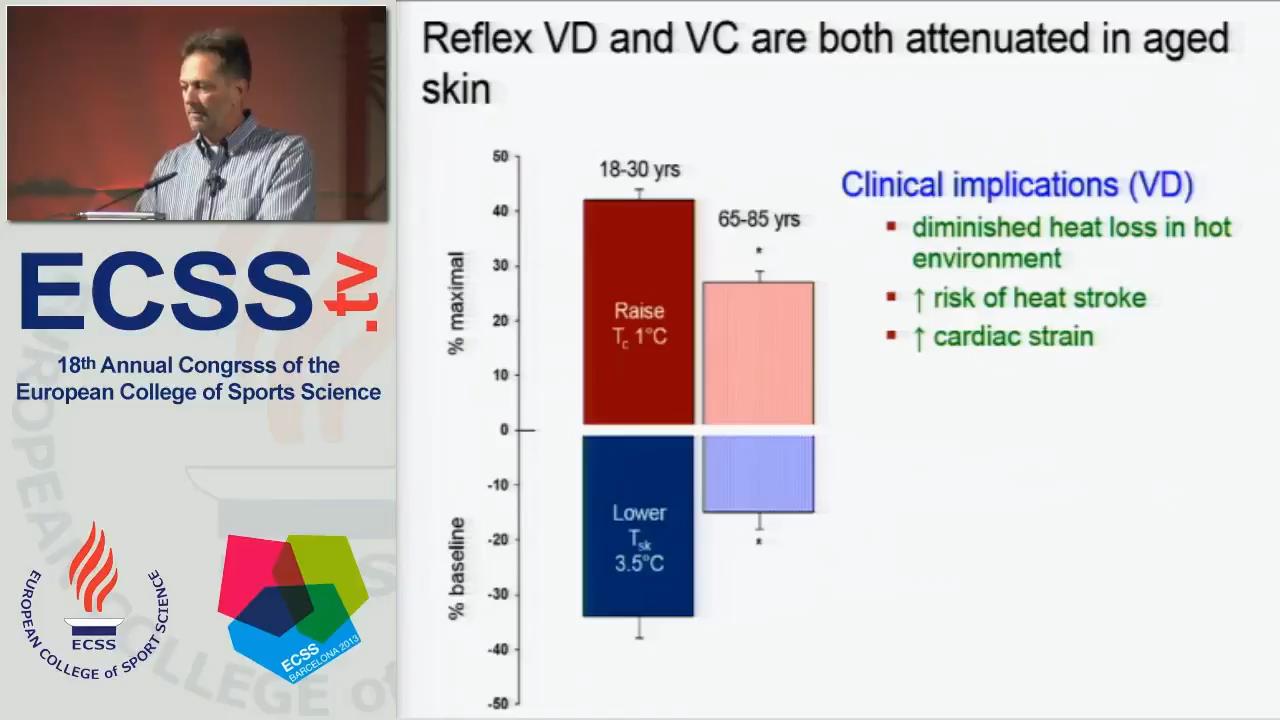 Reflex VD and VC are both attenuated in aged
skin
50
40
30
20
10
0
-10
-20
-30
-40
-50
% maximal
% baseline
18-30 yrs
65-85 yrs
*
Raise
Tc 1°C
Lower
Tsk
3.5°C
*
Clinical implications (VD)
▪ diminished heat loss in hot
environment
▪ ↑ risk of heat stroke
▪ ↑ cardiac strain
ECSS.tv
18th Annual Congrsss of the
European College of Sports Science
EUROPEAN COLLEGE of SPORT SCIENCE
ECSS
ECSS
BARCELONA 2013